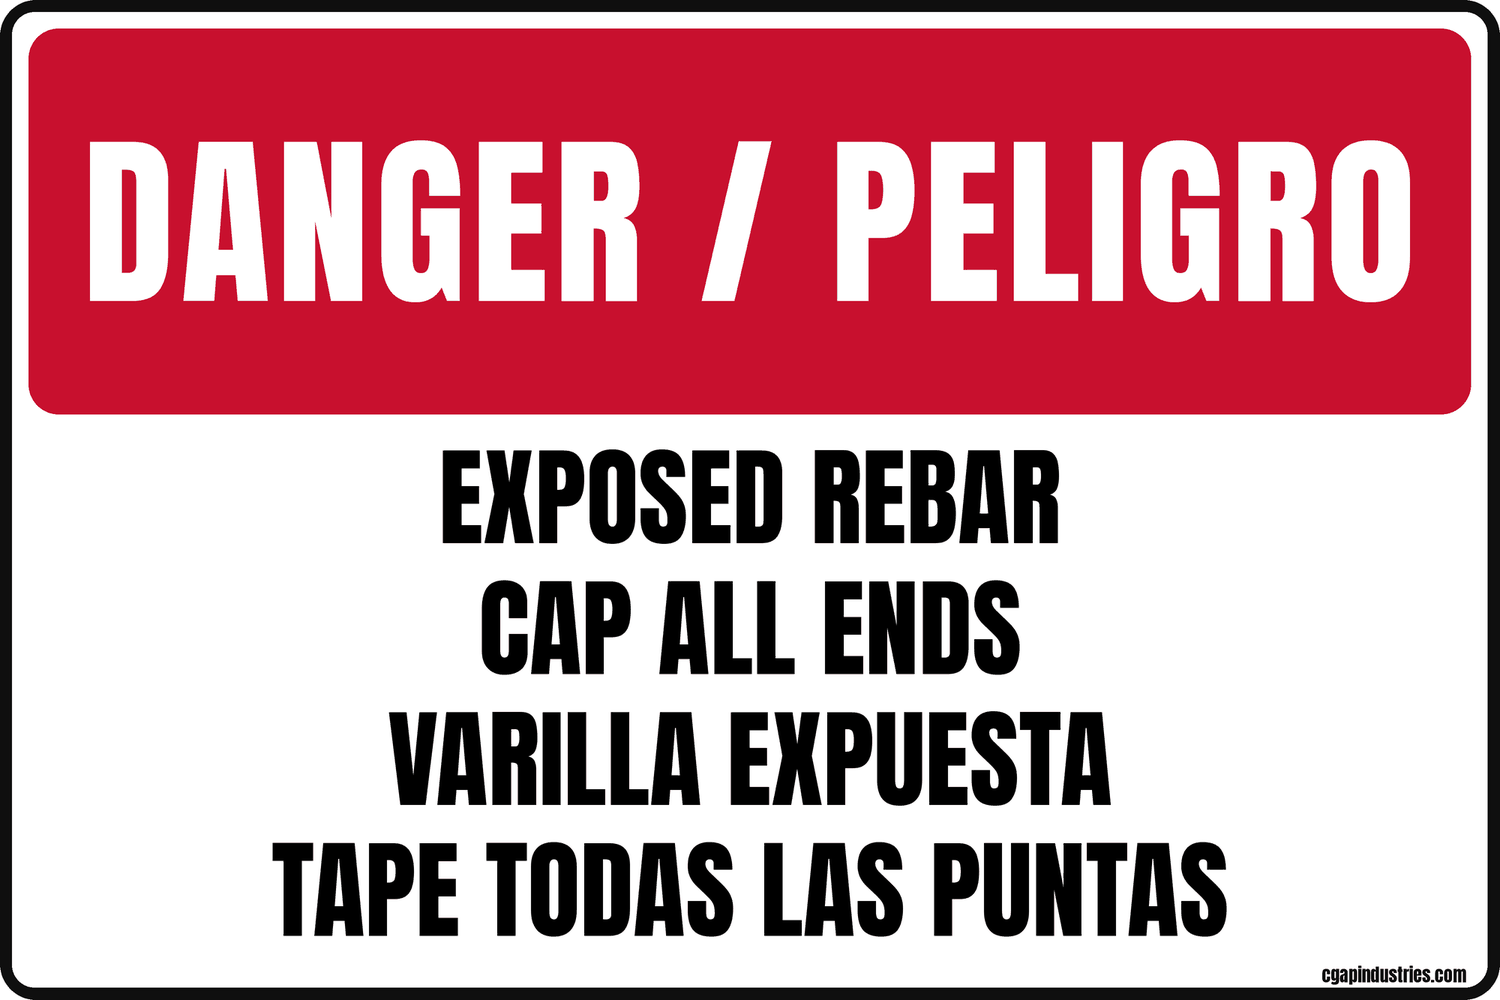 DANGER / PELIGRO
EXPOSED REBAR
CAP ALL ENDS
VARILLA EXPUESTA
TAPE TODAS LAS PUNTAS
cgapindustries.com